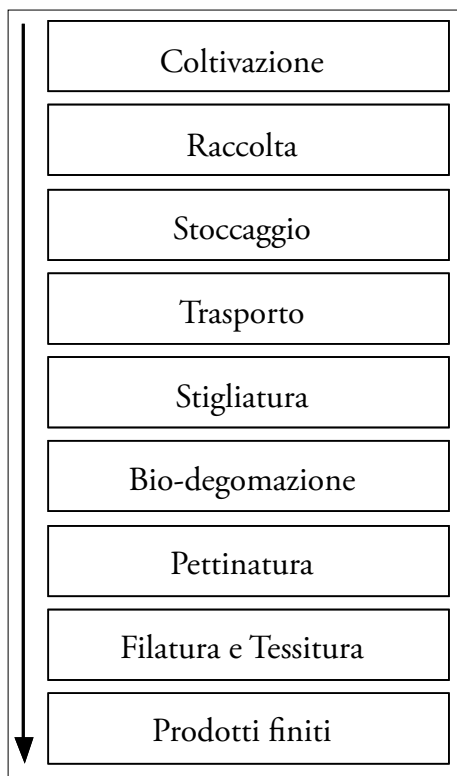 Coltivazione
Raccolta
Stoccaggio
Trasporto
Stigliatura
Bio-degomazione
Pettinatura
Filatura e Tessitura
Prodotti finiti